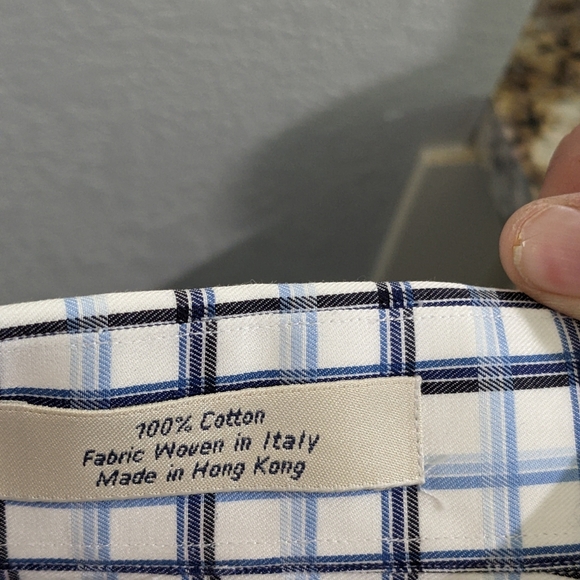 100% Cotton
Fabric Woven in Italy
Made in Hong Kong